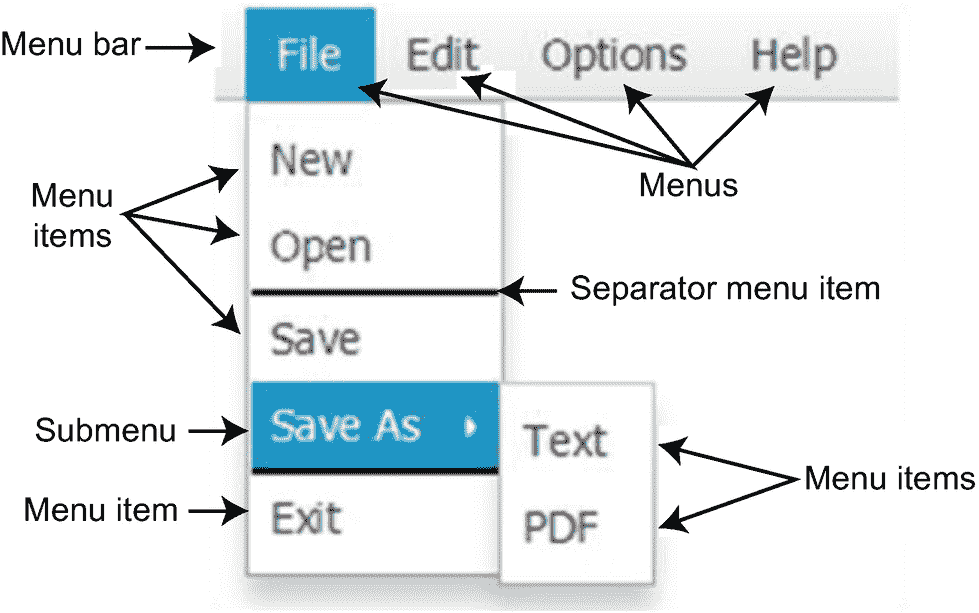 Menu bar
File Edit Options Help
New
Menus
Menu
items
Open
Separator menu item
Save
Submenu
Save As
Text
Menu items
Menu item
Exit
PDF